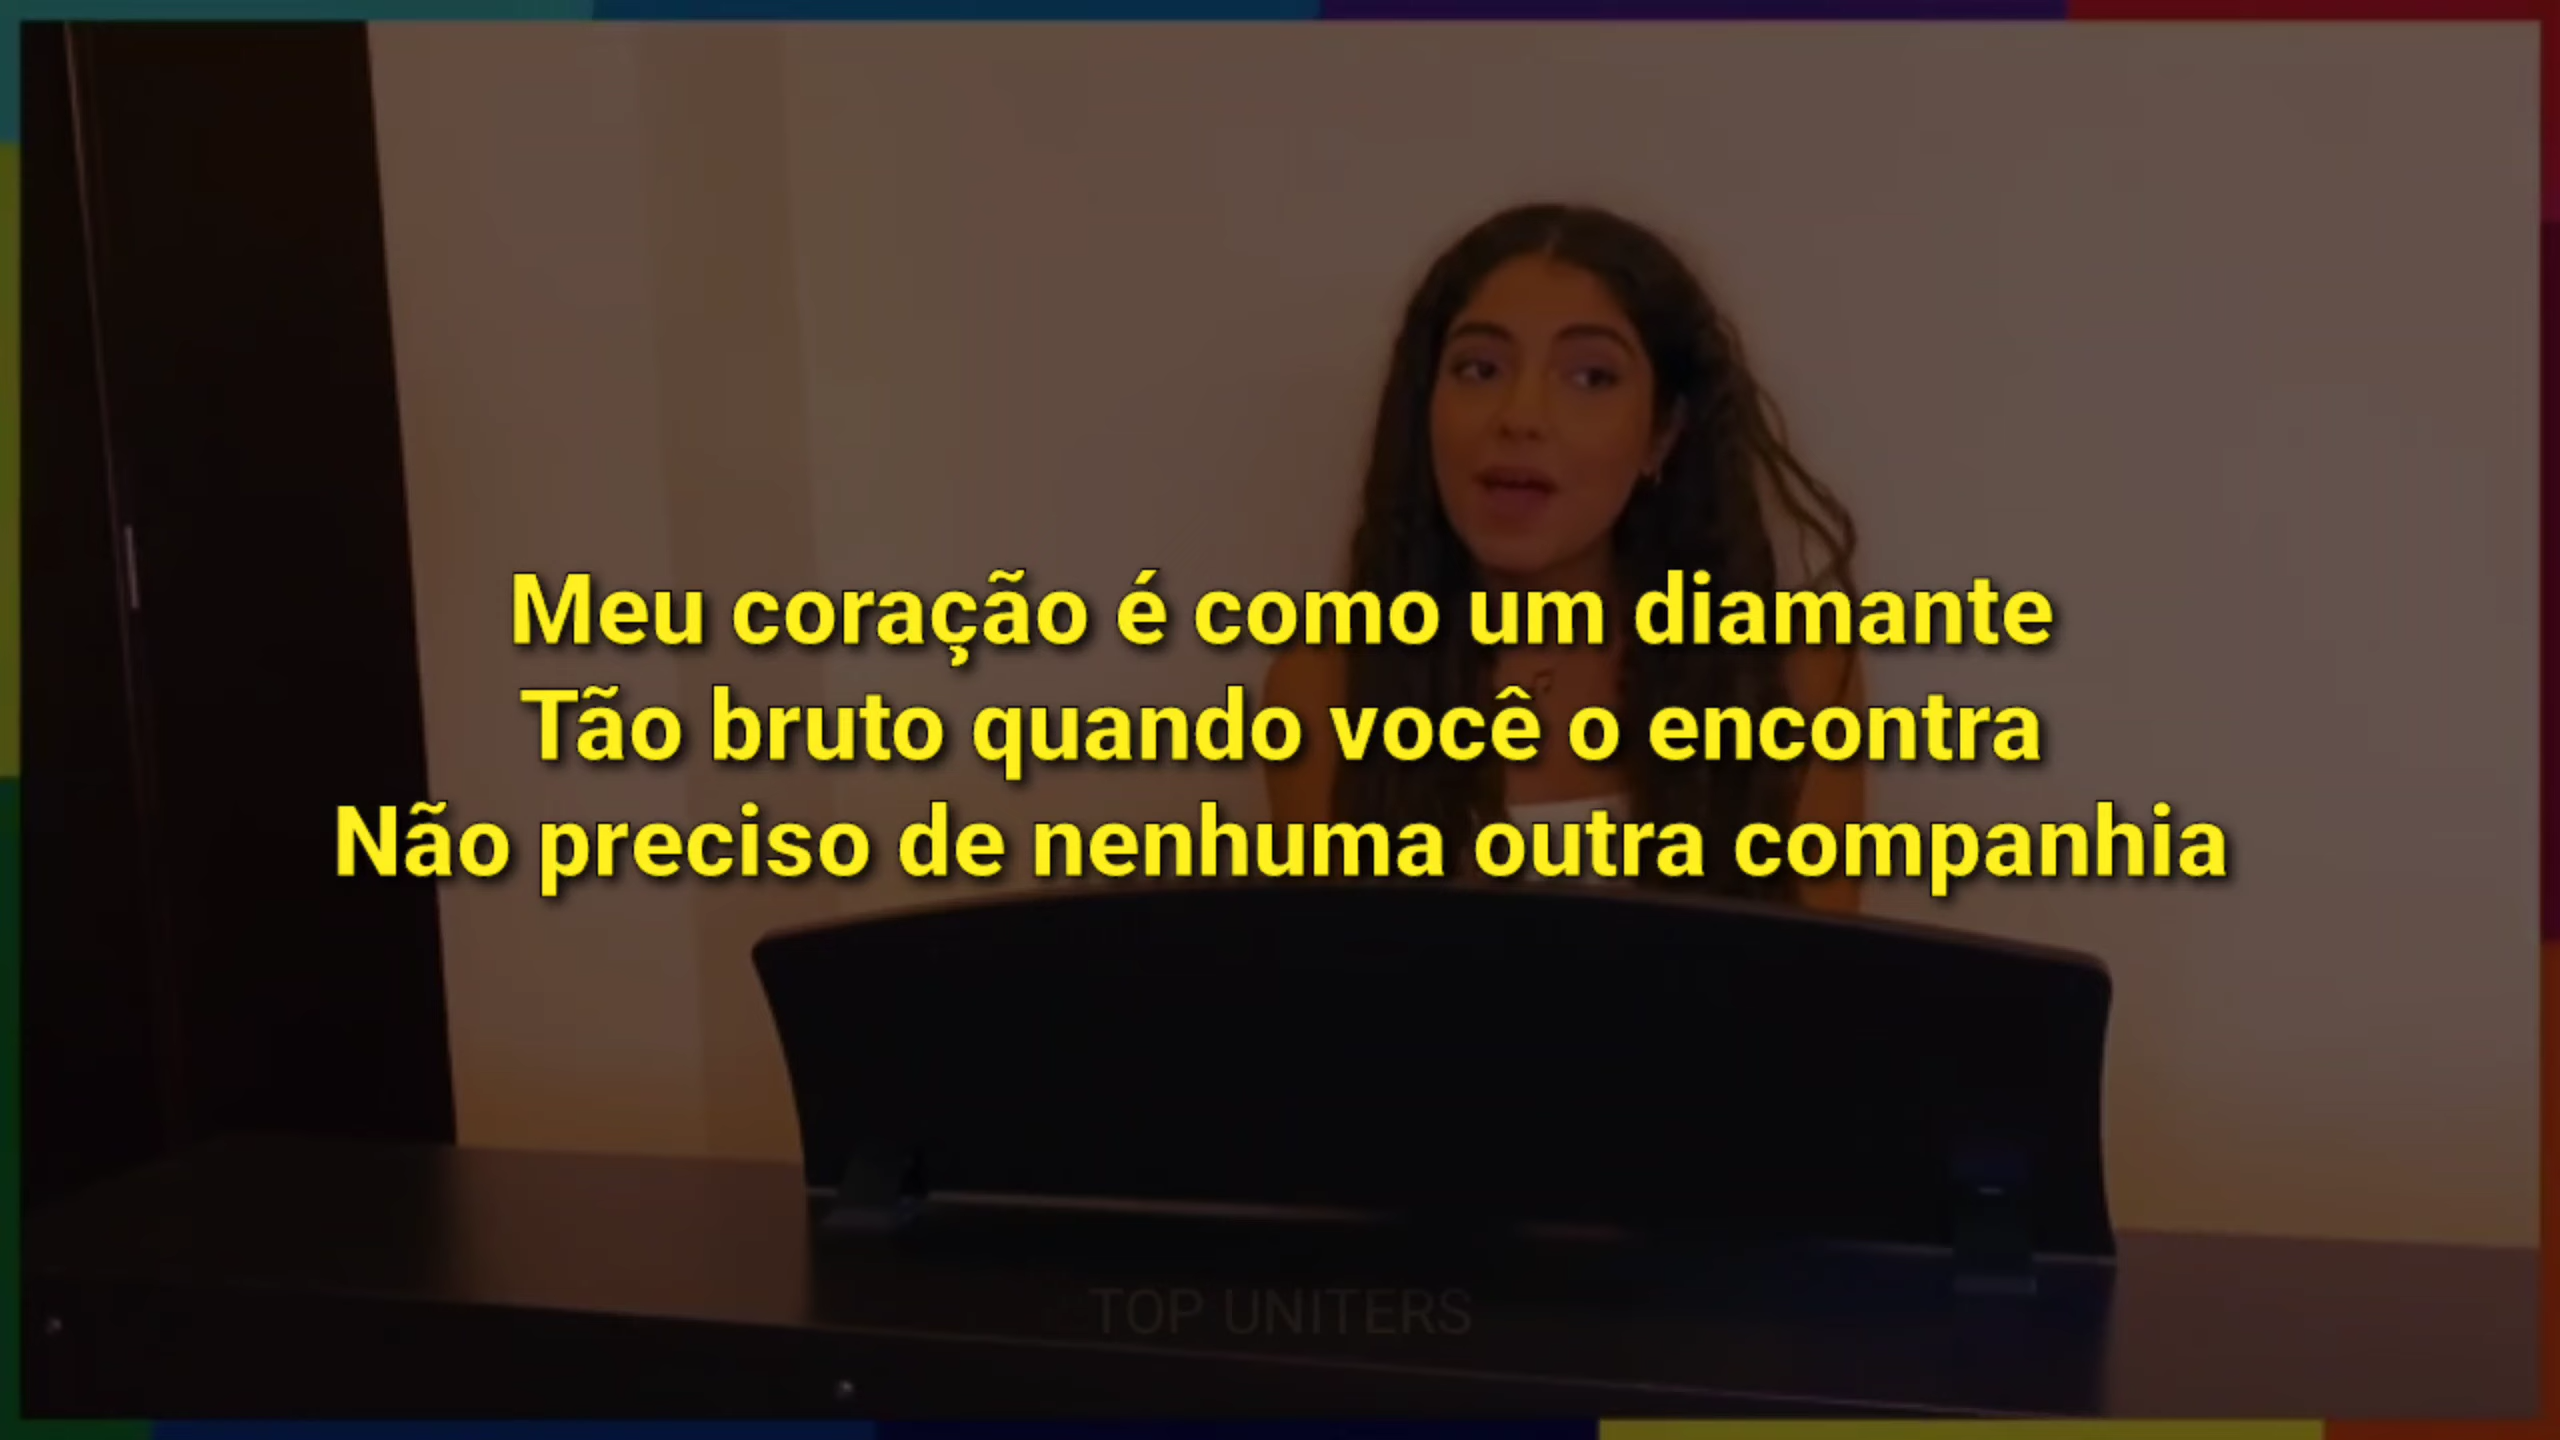 Meu coração é como um diamante
Tão bruto quando você o encontra
Não preciso de nenhuma outra companhia
TOP UNITERS